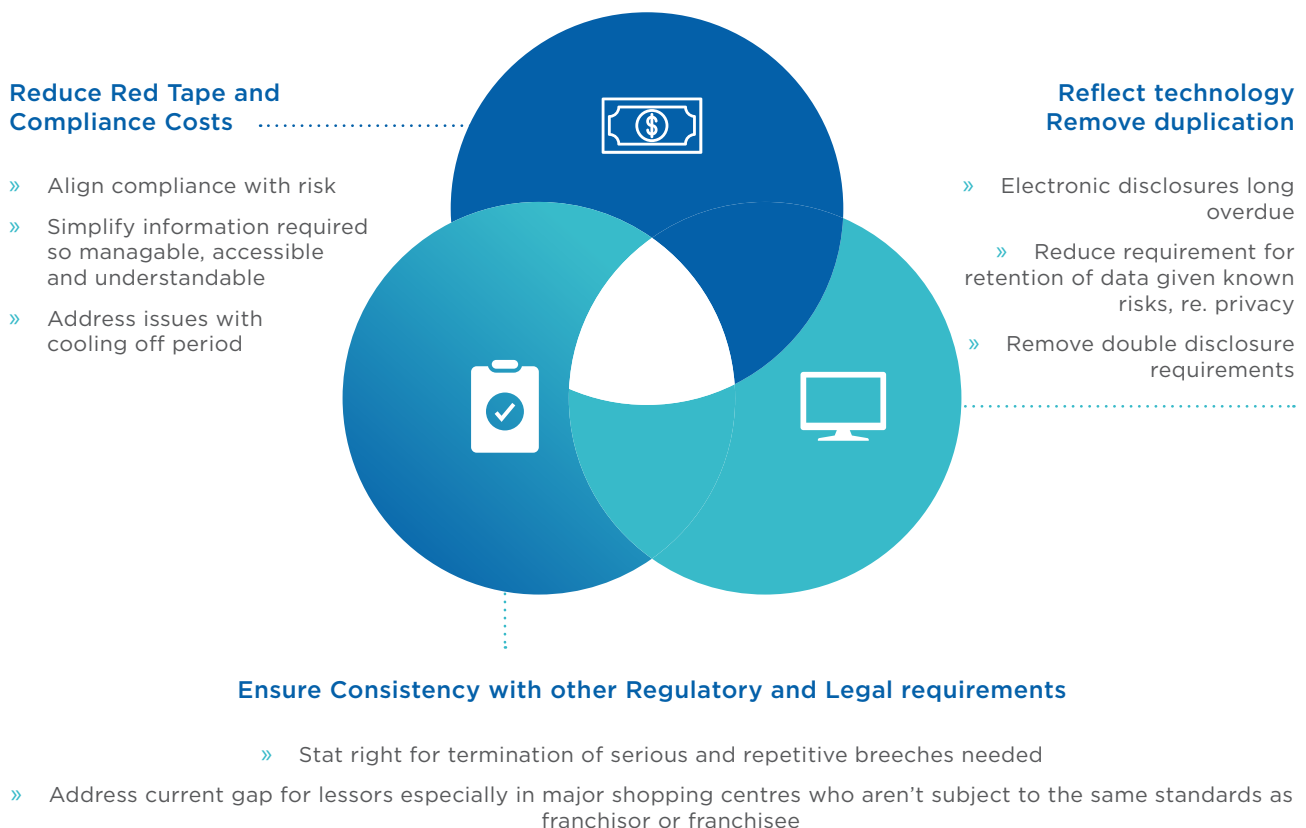 Reduce Red Tape and
Compliance Costs
» Align compliance with risk
» Simplify information required
so managable, accessible
and understandable
» Address issues with
cooling off period
$
Reflect technology
Remove duplication
» Electronic disclosures long
overdue
» Reduce requirement for
retention of data given known
risks, re. privacy
» Remove double disclosure
requirements
Ensure Consistency with other Regulatory and Legal requirements
» Stat right for termination of serious and repetitive breeches needed
» Address current gap for lessors especially in major shopping centres who aren’t subject to the same standards as
franchisor or franchisee